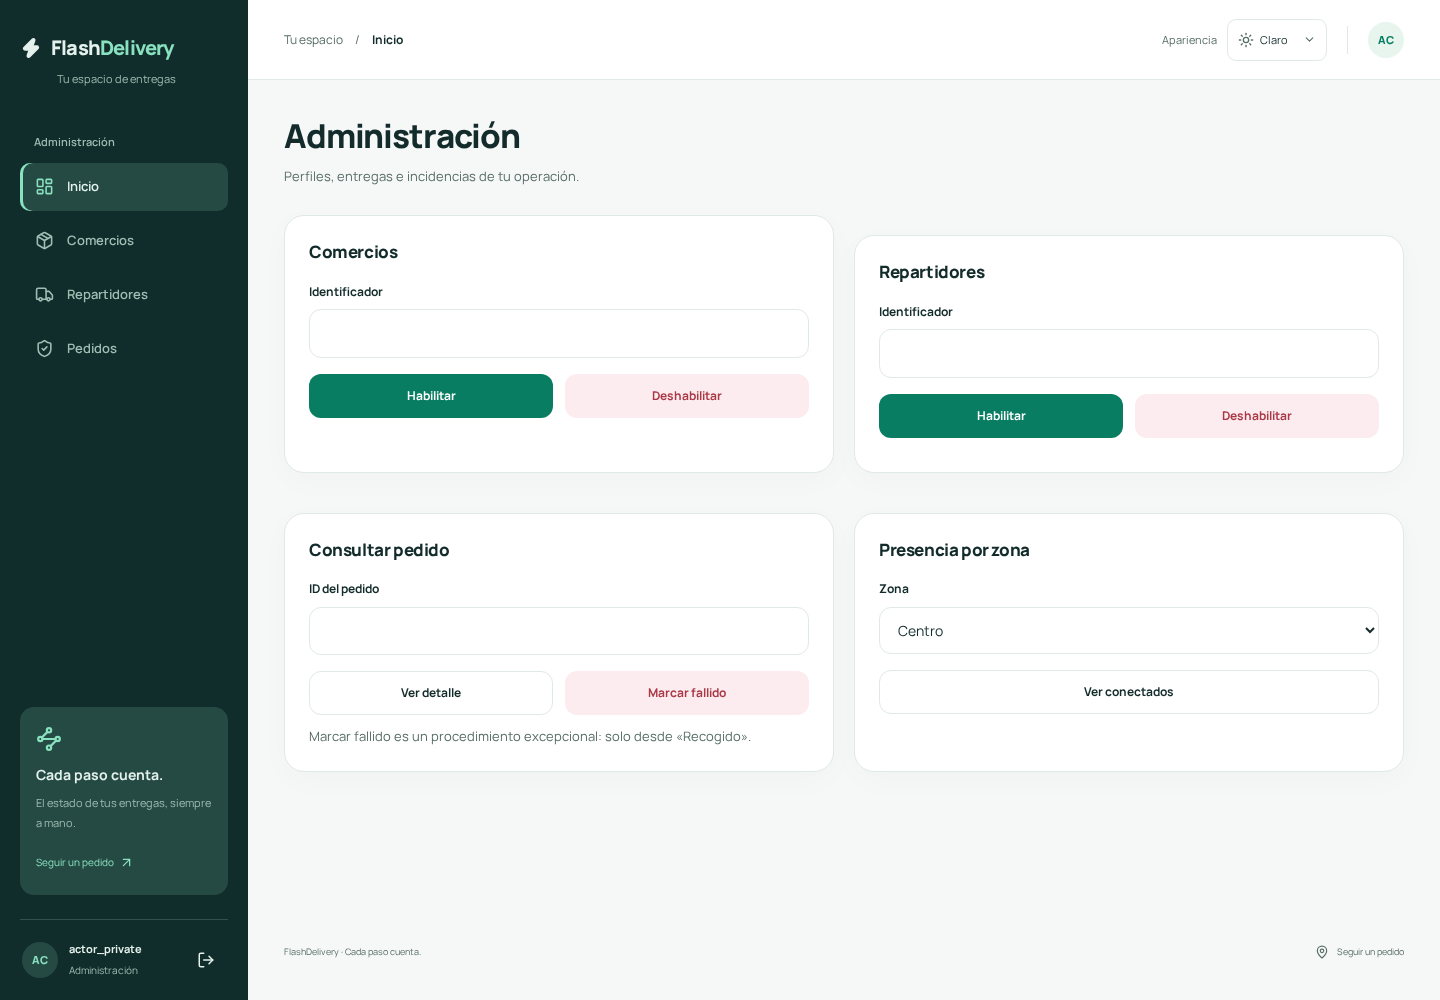 FlashDelivery
Tu espacio de entregas
Administración
Inicio
Comercios
Repartidores
Pedidos
Cada paso cuenta.
El estado de tus entregas, siempre
a mano.
Seguir un pedido
AC
actor_private
Administración
Tu espacio / Inicio
Apariencia
Claro
AC
Administración
Perfiles, entregas e incidencias de tu operación.
Comercios
Identificador
Habilitar
Deshabilitar
Repartidores
Identificador
Habilitar
Deshabilitar
Consultar pedido
ID del pedido
Ver detalle
Marcar fallido
Marcar fallido es un procedimiento excepcional: solo desde «Recogido».
Presencia por zona
Zona
Centro
Ver conectados
FlashDelivery · Cada paso cuenta.
Seguir un pedido